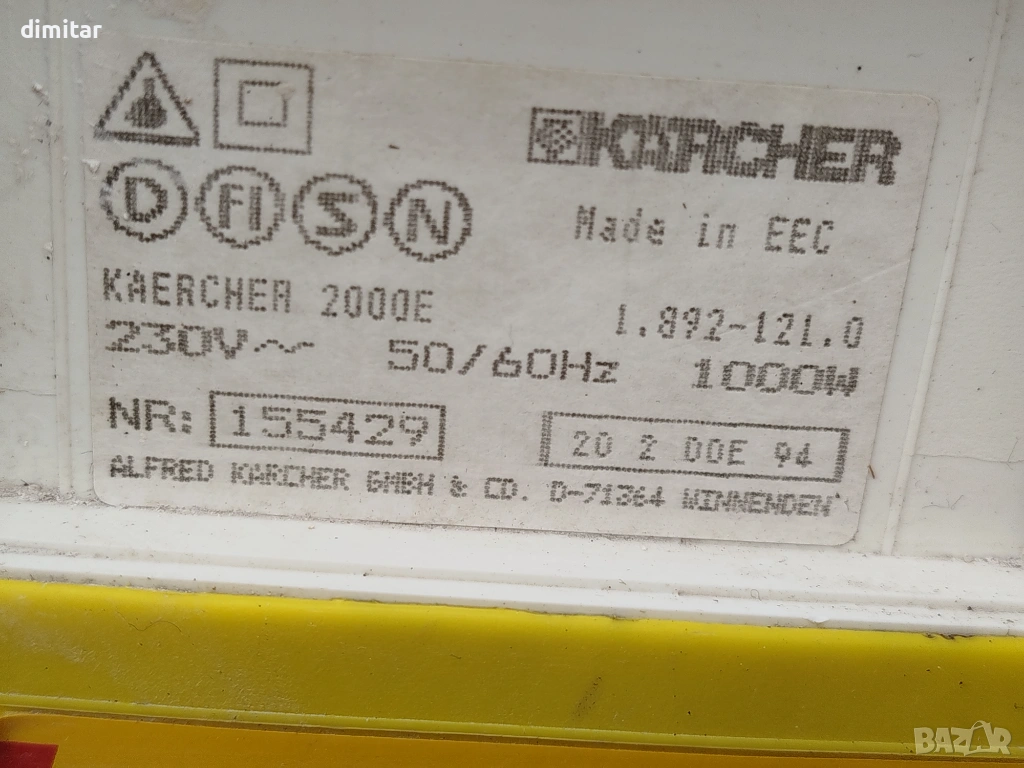 dimitar
KARCHER
D FI S N
Made in EEC
KAERCHER 2000E
1.892-121.0
230V~ 50/60Hz 1000W
NR: 155429
20 2 00E 94
ALFRED KARCHER GMBH & CO. D-71364 WINNENDEN
BAZAR